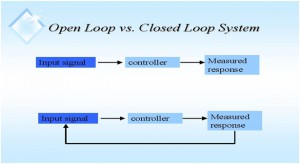 Open Loop vs. Closed Loop System
Input signal controller Measured
response
Input signal controller Measured
response